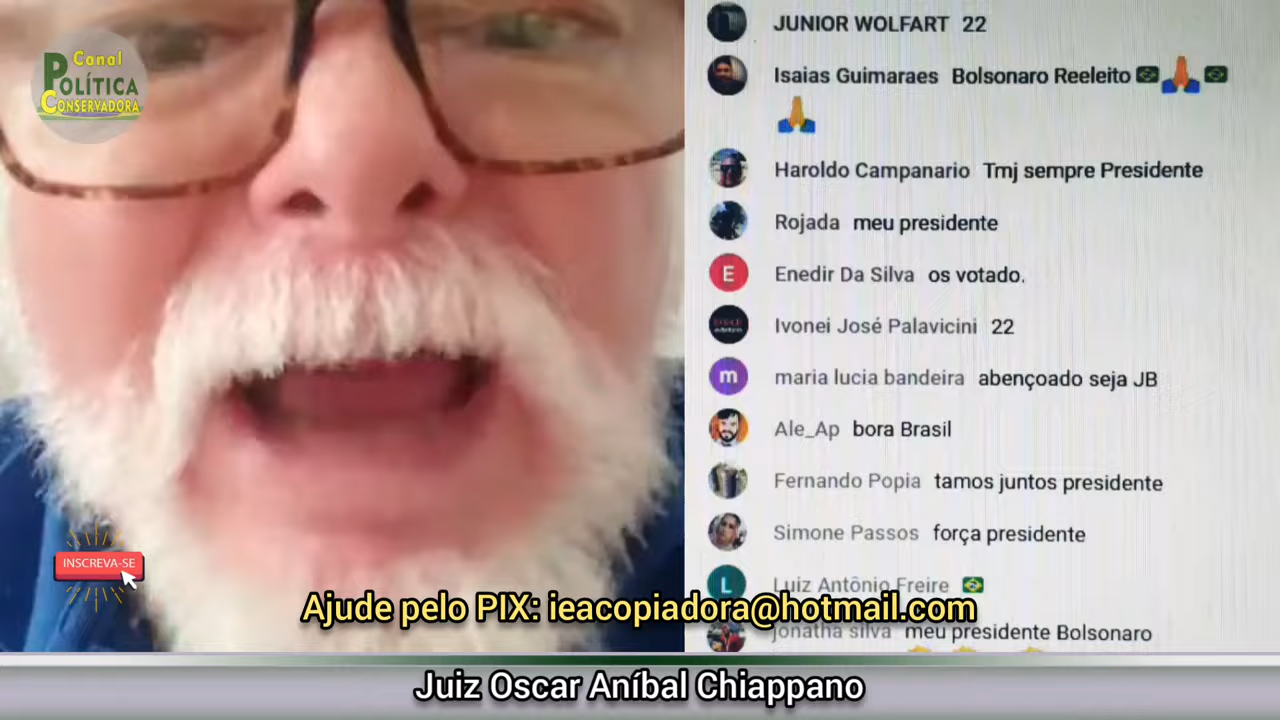 Canal
POLÍTICA
CONSERVADORA
JUNIOR WOLFART 22
Isaias Guimaraes Bolsonaro Reeleito 🇧🇷🙏🇧🇷
🙏
Haroldo Campanario Tmj sempre Presidente
Rojada meu presidente
E Enedir Da Silva os votado.
Ivonei José Palavicini 22
m maria lucia bandeira abençoado seja JB
Ale_Ap bora Brasil
Fernando Popia tamos juntos presidente
Simone Passos força presidente
L Luiz Antônio Freire 🇧🇷
jonatha silva meu presidente Bolsonaro
INSCREVA-SE
Ajude pelo PIX: ieacopiadora@hotmail.com
Juiz Oscar Aníbal Chiappano